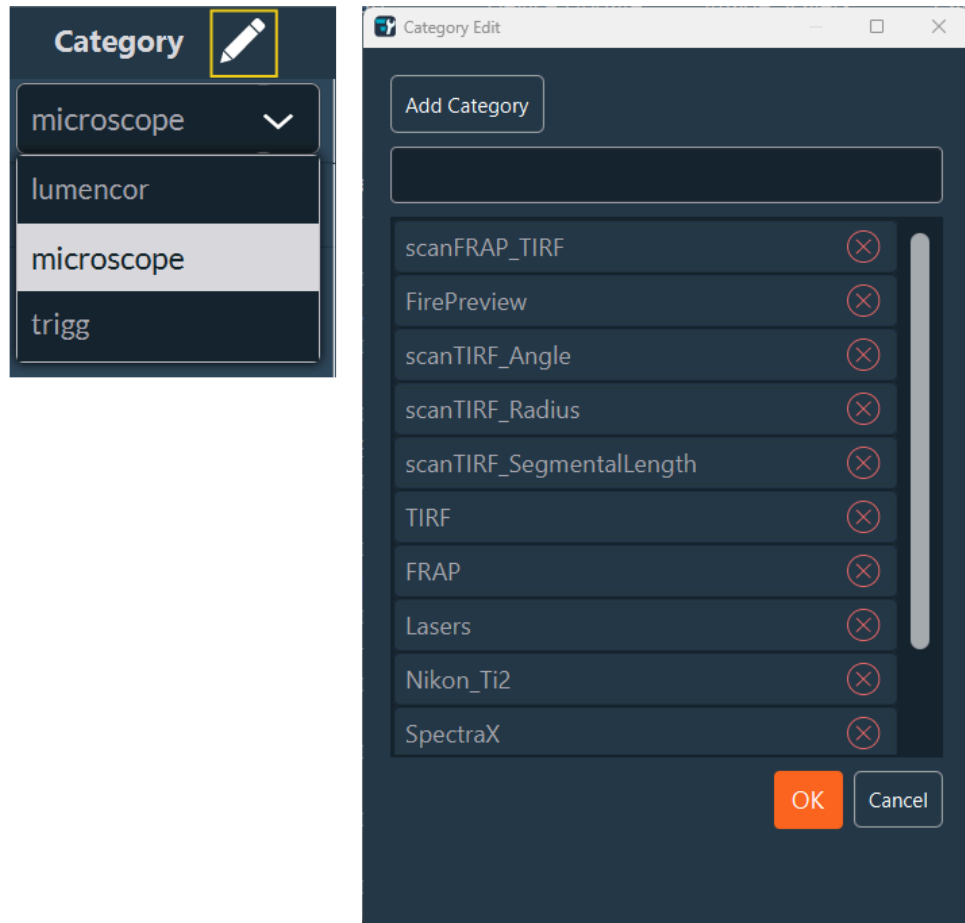 Category
microscope
lumencor
microscope
trigg
Category Edit
Add Category
scanFRAP_TIRF
FirePreview
scanTIRF_Angle
scanTIRF_Radius
scanTIRF_SegmentalLength
TIRF
FRAP
Lasers
Nikon_Ti2
SpectraX
OK
Cancel